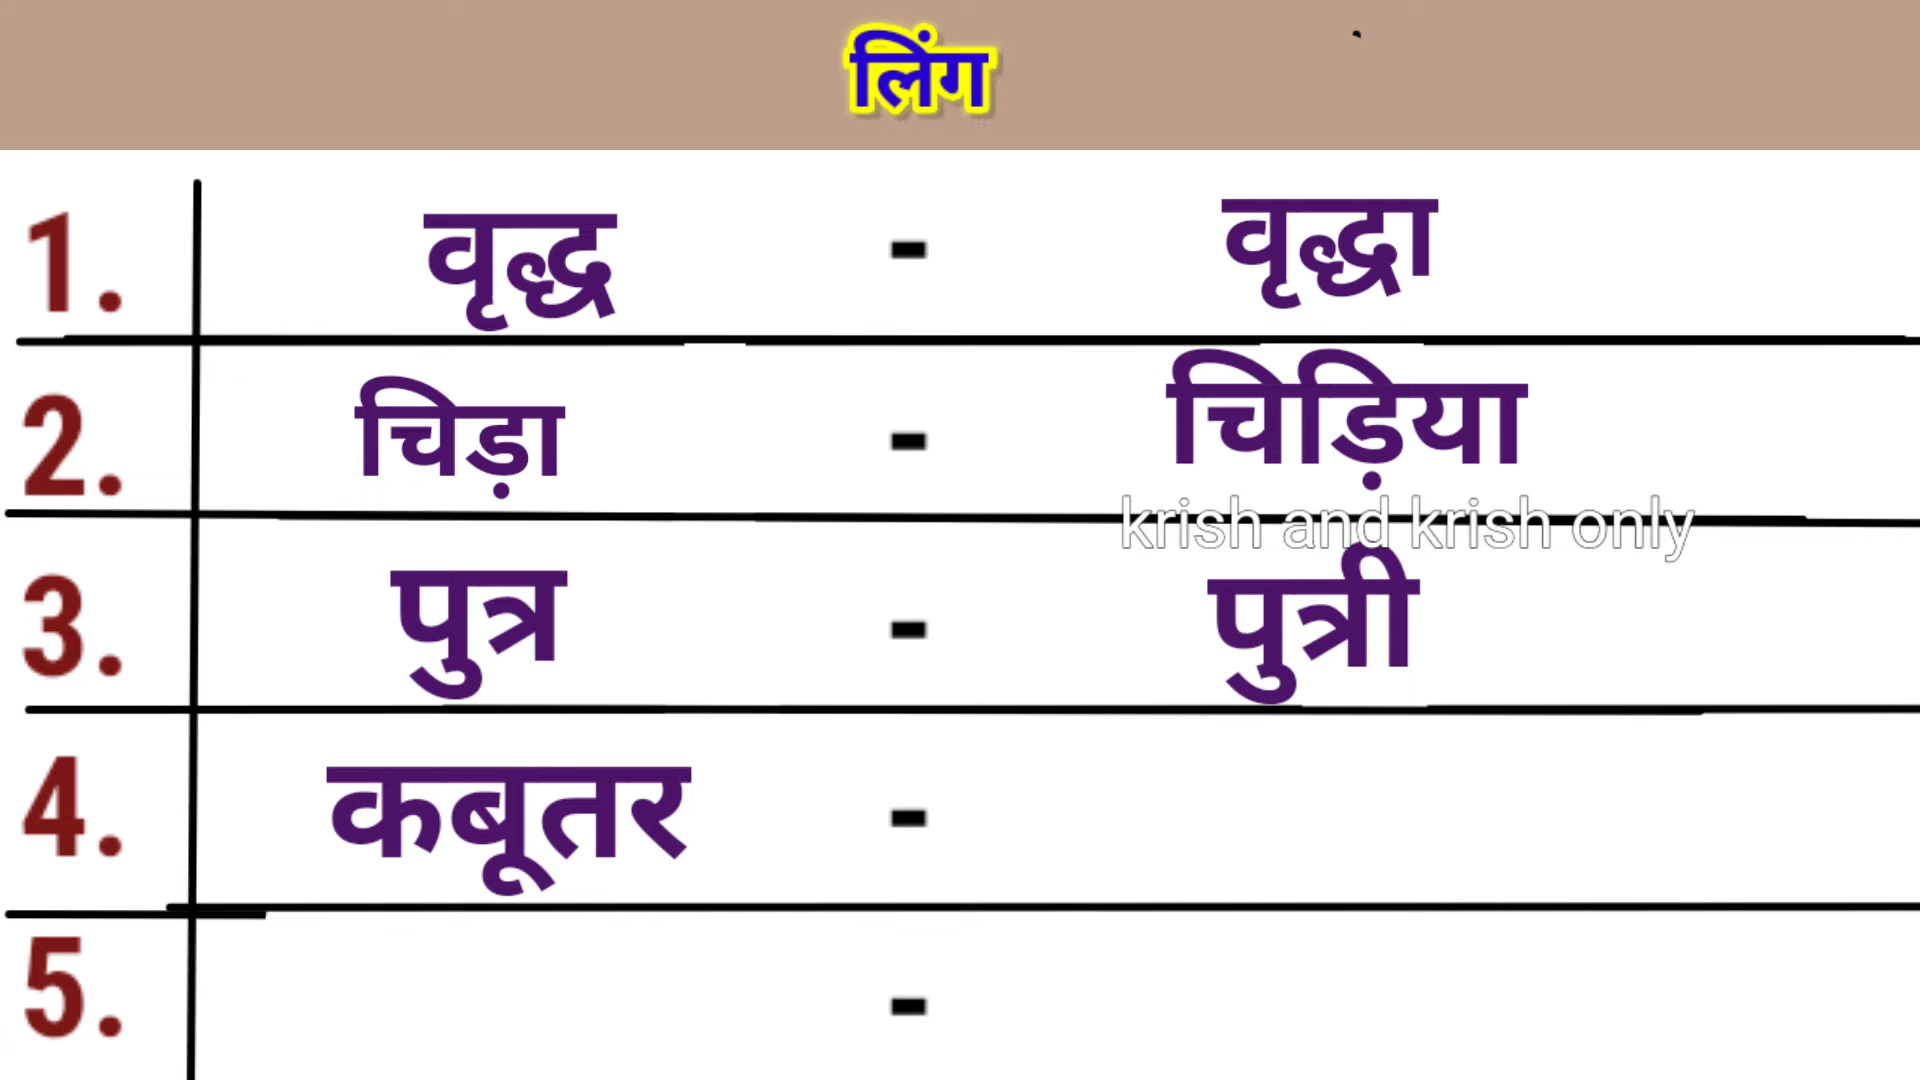 लिंग
1. वृद्ध - वृद्धा
2. चिड़ा - चिड़िया
krish and krish only
3. पुत्र - पुत्री
4. कबूतर -
5. -